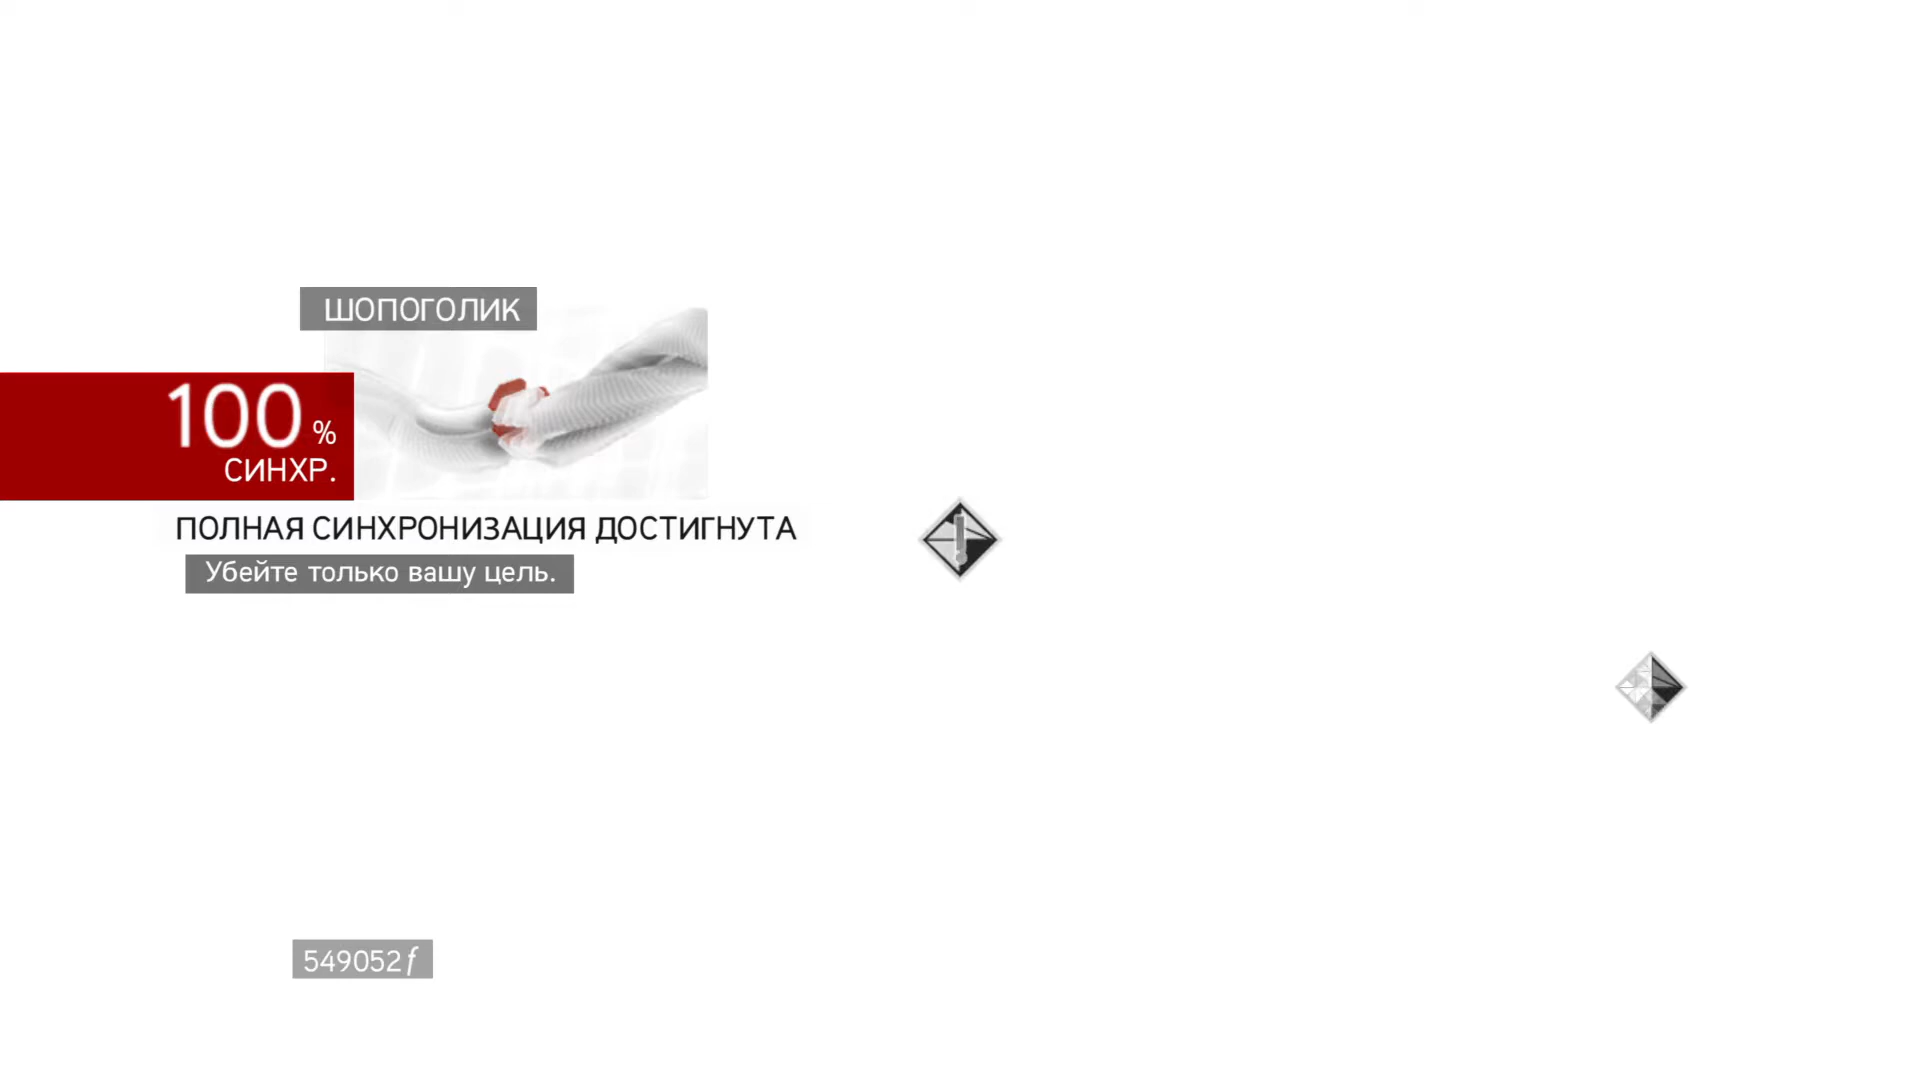 ШОПОГОЛИК
100 %
СИНХР.
ПОЛНАЯ СИНХРОНИЗАЦИЯ ДОСТИГНУТА
Убейте только вашу цель.
549052ƒ